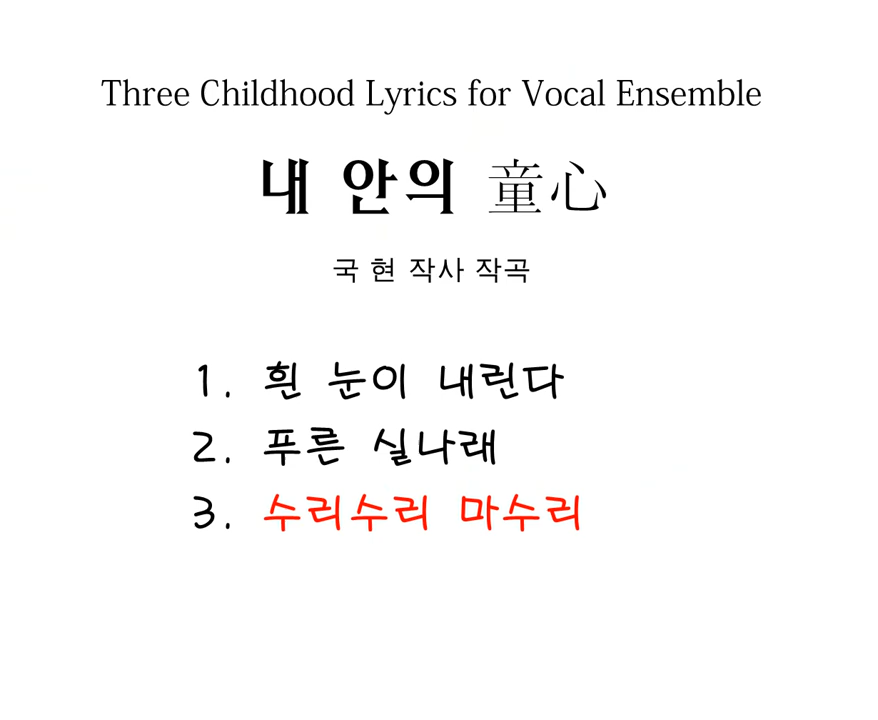 Three Childhood Lyrics for Vocal Ensemble
내 안의 童心
국 현 작사 작곡
1. 흰 눈이 내린다
2. 푸른 실나래
3. 수리수리 마수리